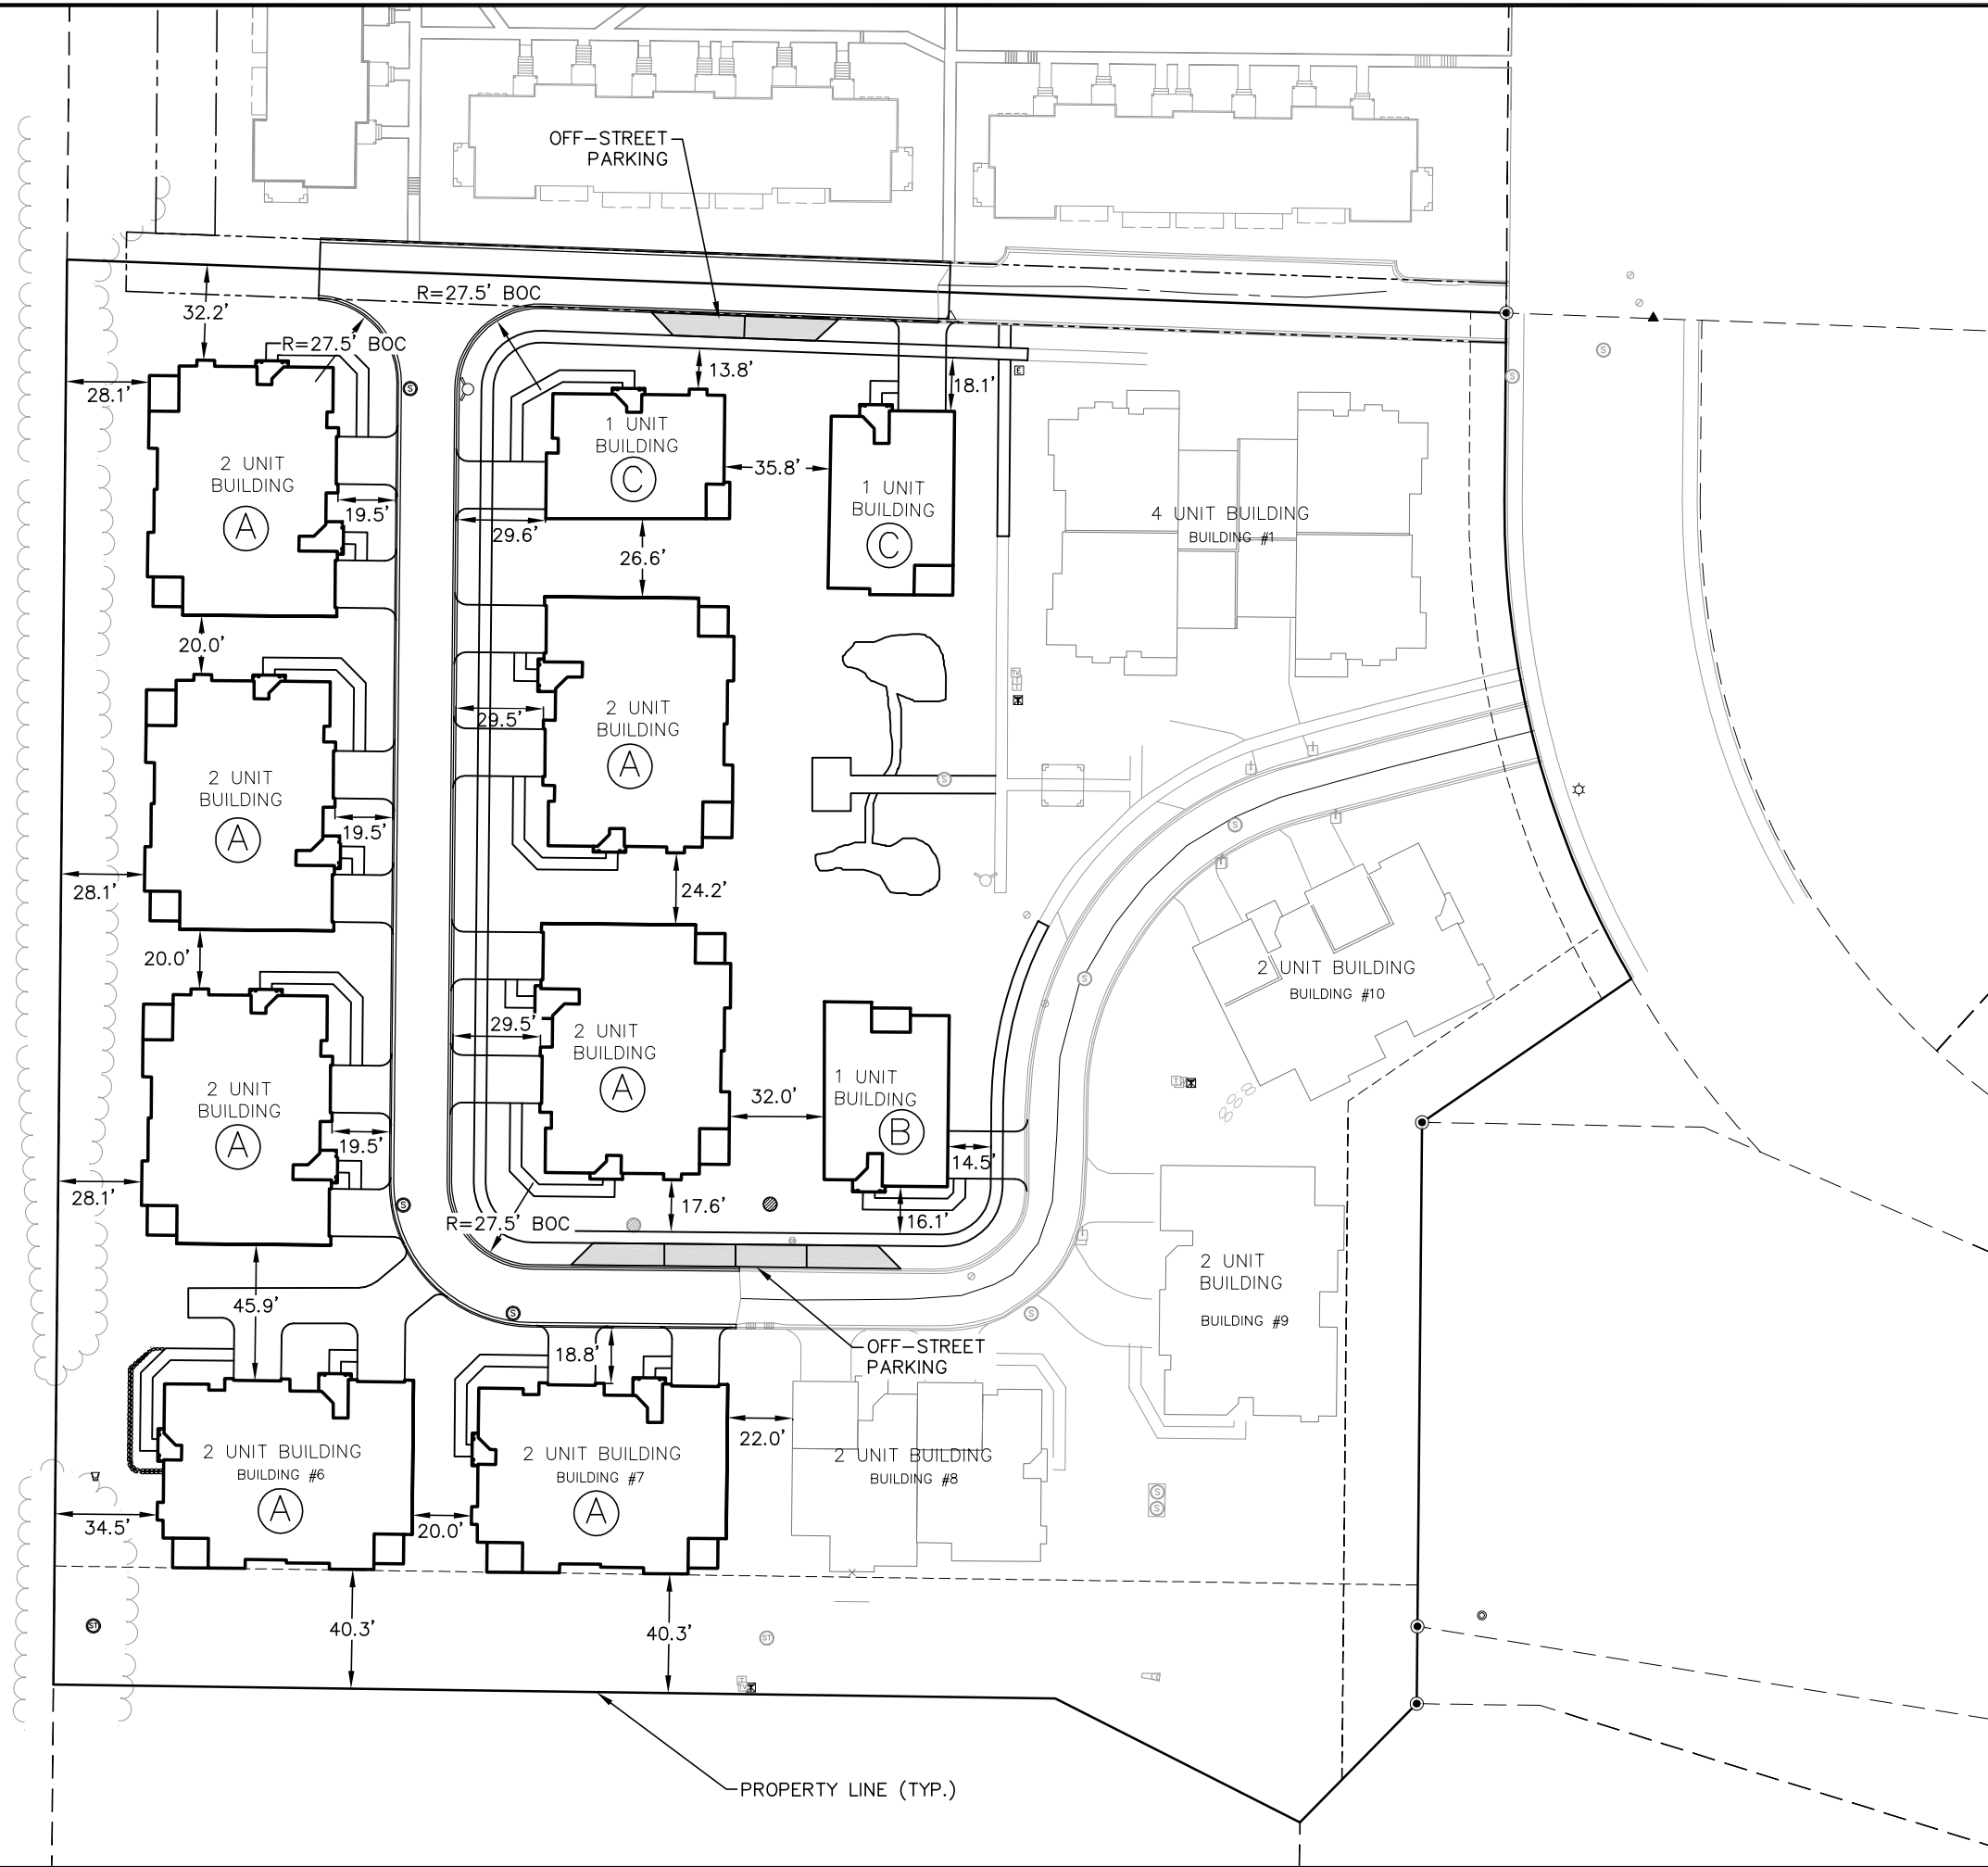 OFF-STREET
PARKING
R=27.5' BOC
32.2'
R=27.5' BOC
28.1'
13.8'
18.1'
E
S
S
S
1 UNIT
BUILDING
C
2 UNIT
BUILDING
A
35.8'
1 UNIT
BUILDING
C
19.5'
29.6'
26.6'
4 UNIT BUILDING
BUILDING #1
20.0'
TV
2 UNIT
BUILDING
A
29.5'
2 UNIT
BUILDING
A
S
19.5'
S
T
T
T
T
28.1'
24.2'
20.0'
2 UNIT BUILDING
BUILDING #10
S
29.5'
2 UNIT
BUILDING
A
2 UNIT
BUILDING
A
1 UNIT
BUILDING
B
32.0'
T
19.5'
14.5'
28.1'
S
17.6'
16.1'
R=27.5' BOC
T
2 UNIT
BUILDING
BUILDING #9
45.9'
S
S
18.8'
OFF-STREET
PARKING
22.0'
2 UNIT BUILDING
BUILDING #6
A
2 UNIT BUILDING
BUILDING #7
A
2 UNIT BUILDING
BUILDING #8
S
S
34.5'
20.0'
40.3'
40.3'
ST
ST
T
TV
PROPERTY LINE (TYP.)